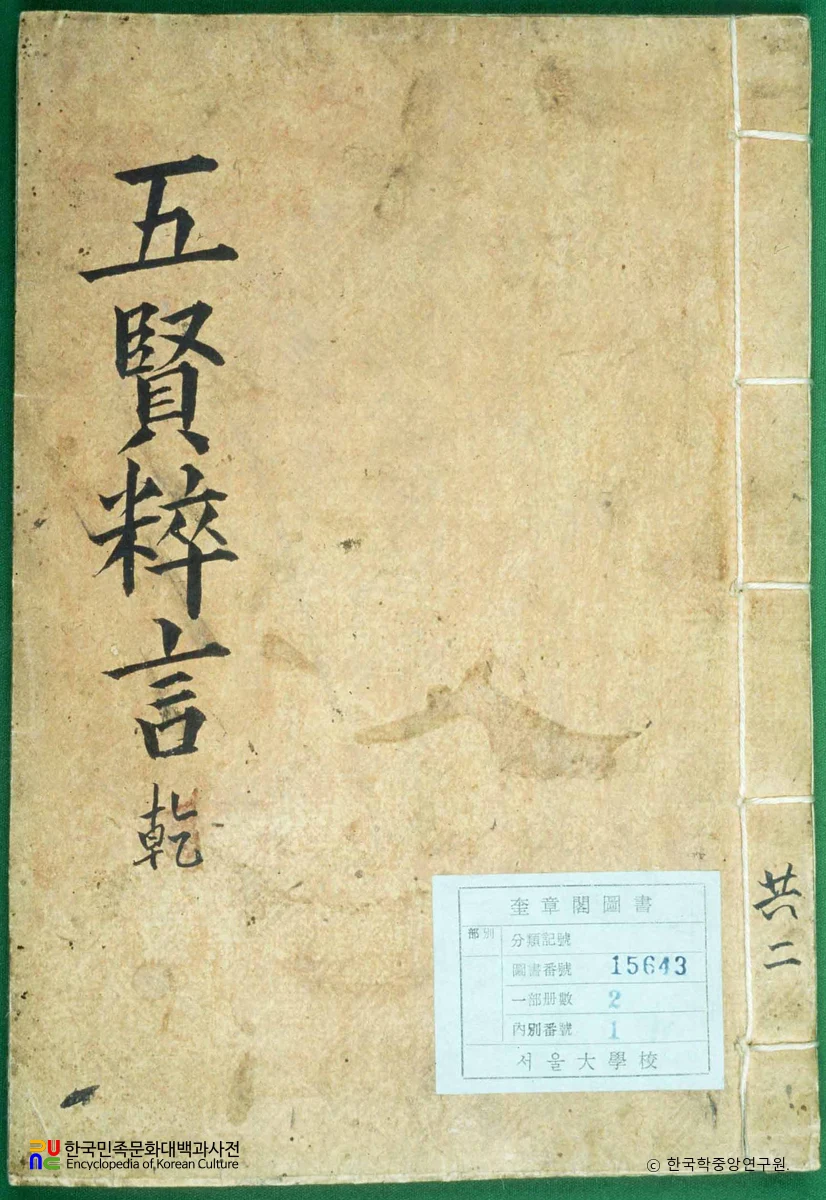 五賢粹言 乾
共二
奎章閣圖書
部別
分類記號
圖書番號 15643
一部册數 2
內別番號 1
서울大學校
한국민족문화대백과사전
Encyclopedia of Korean Culture
© 한국학중앙연구원.